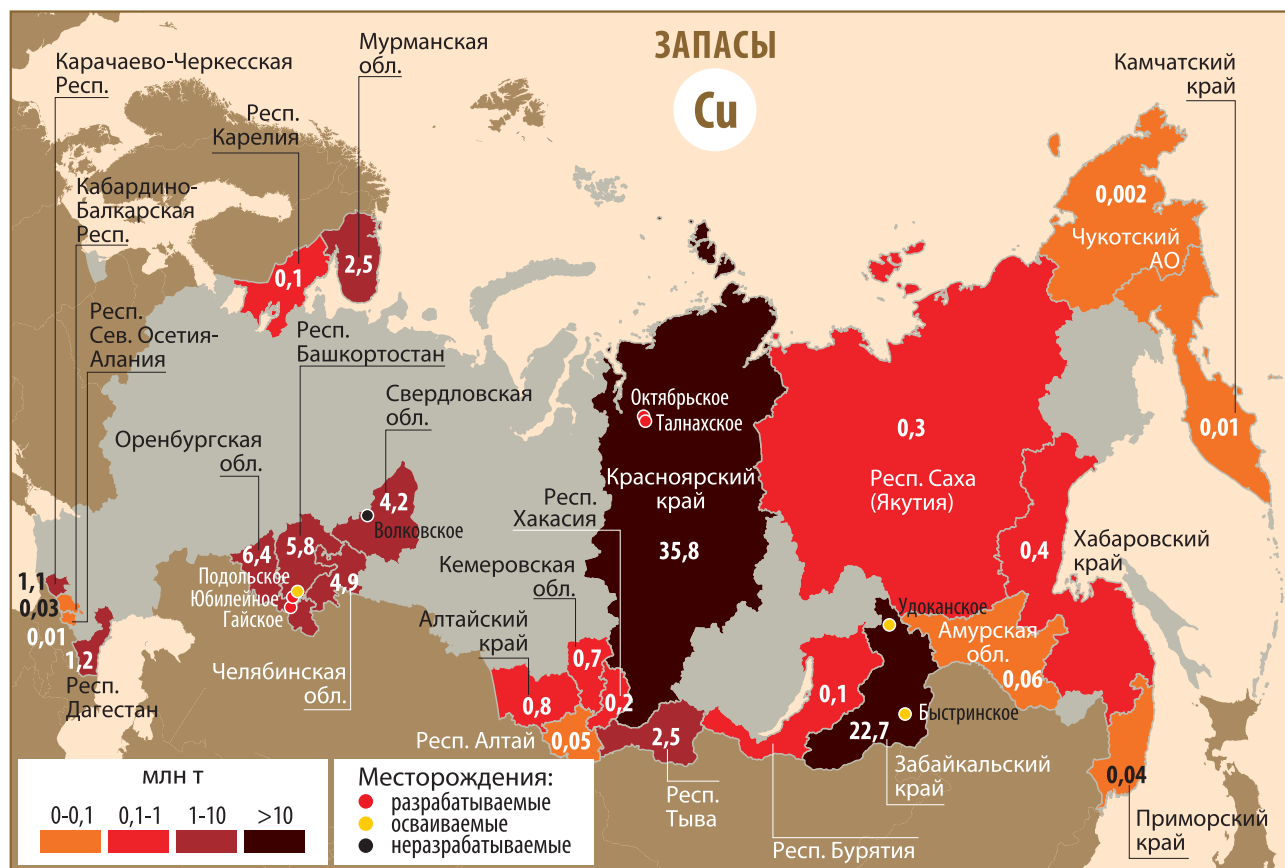 ЗАПАСЫ
Cu
Карачаево-Черкесская
Респ.
Мурманская
обл.
Камчатский
край
Респ.
Карелия
Кабардино-
Балкарская
Респ.
0,002
Чукотский
АО
0,1
2,5
Респ.
Сев. Осетия-
Алания
Респ.
Башкортостан
Свердловская
обл.
Октябрьское
Талнахское
0,3
0,01
Оренбургская
обл.
Красноярский
край
Респ. Саха
(Якутия)
Респ.
Хакасия
4,2
Волковское
35,8
6,4
5,8
4,9
0,4
Хабаровский
край
Кемеровская
обл.
Подольское
Юбилейное
Гайское
1,1
0,03
0,01
1,2
Респ.
Дагестан
Удоканское
Алтайский
край
Амурская
обл.
0,06
Челябинская
обл.
0,7
0,8
0,2
0,1
Быстринское
Респ. Алтай
0,05
2,5
22,7
Забайкальский
край
0,04
Респ.
Тыва
Приморский
край
Респ. Бурятия
млн т
0-0,1
0,1-1
1-10
>10
Месторождения:
разрабатываемые
осваиваемые
неразрабатываемые